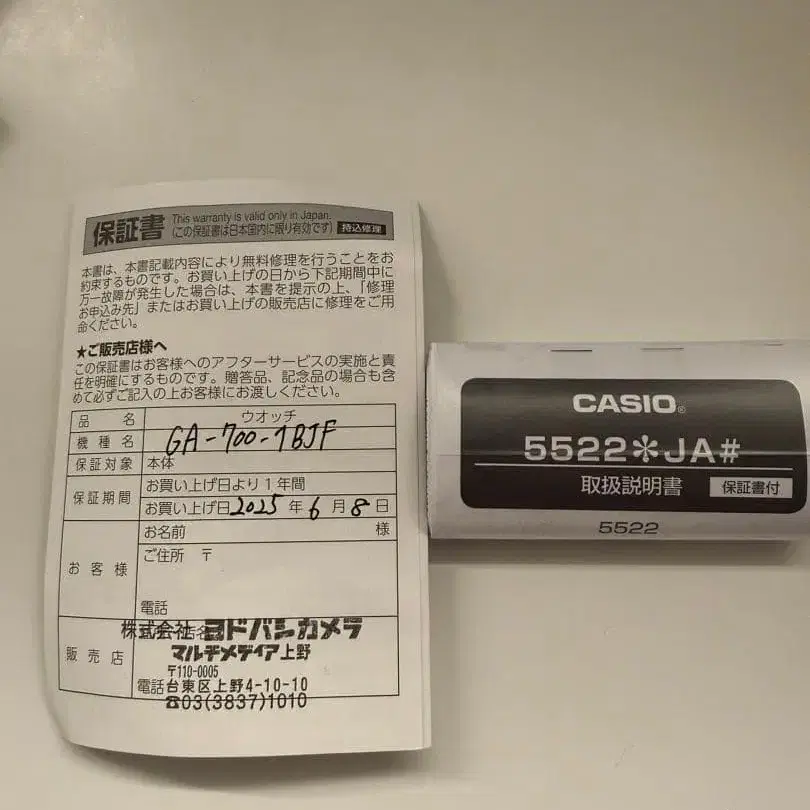 保証書
This warranty is valid only in Japan.
(この保証書は日本国内に限り有効です)
持込修理
本書は、本書記載内容により無料修理を行うことをお
約束するものです。お買い上げの日から下記期間中に
万一故障が発生した場合は、本書を提示の上、「修理
お申込み先」またはお買い上げの販売店に修理をご用
命ください。
★ご販売店様へ
この保証書はお客様へのアフターサービスの実施と責
任を明確にするものです。贈答品、記念品の場合も含
めて必ずご記入の上お客様にお渡しください。
品名 ウオッチ
機種名 GA-700-1BJF
保証対象 本体
保証期間 お買い上げ日より1年間
お買い上げ日 2025年6月8日
お客様 お名前 様
ご住所 〒
電話
販売店
株式会社 ヨドバシカメラ
マルチメディア上野
〒110-0005
電話 台東区上野4-10-10
☎03(3837)1010
CASIO®
5522✻JA#
取扱説明書 保証書付
5522